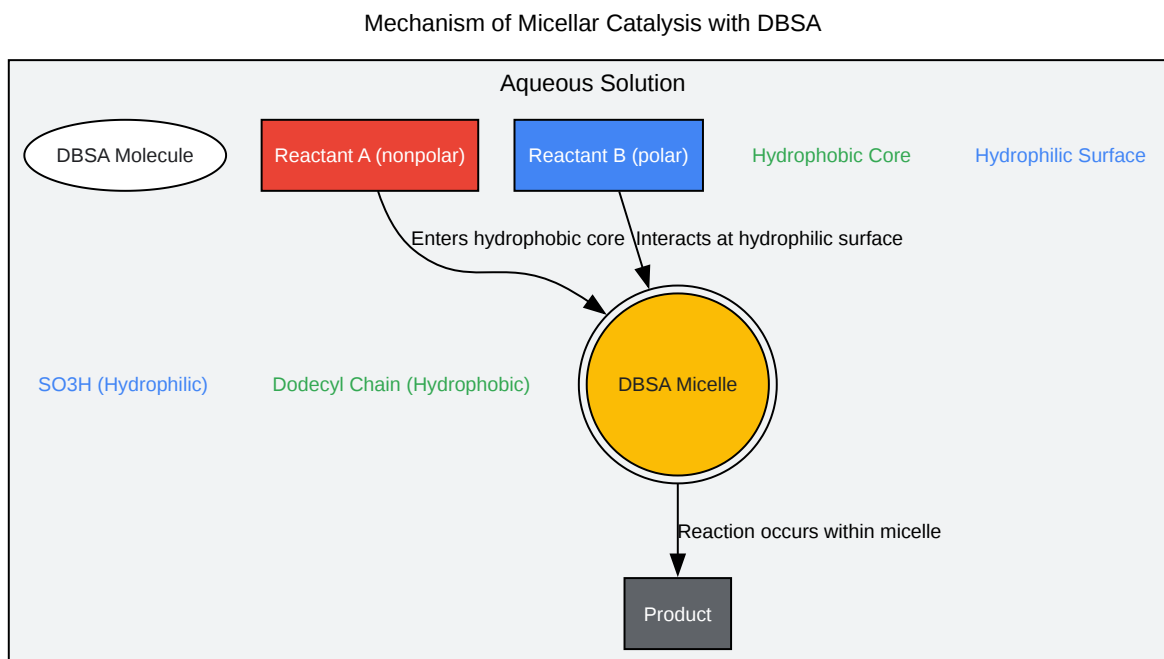 Mechanism of Micellar Catalysis with DBSA
Aqueous Solution
DBSA Molecule
Reactant A (nonpolar)
Reactant B (polar)
Hydrophobic Core
Hydrophilic Surface
Enters hydrophobic core
Interacts at hydrophilic surface
SO3H (Hydrophilic)
Dodecyl Chain (Hydrophobic)
DBSA Micelle
Reaction occurs within micelle
Product